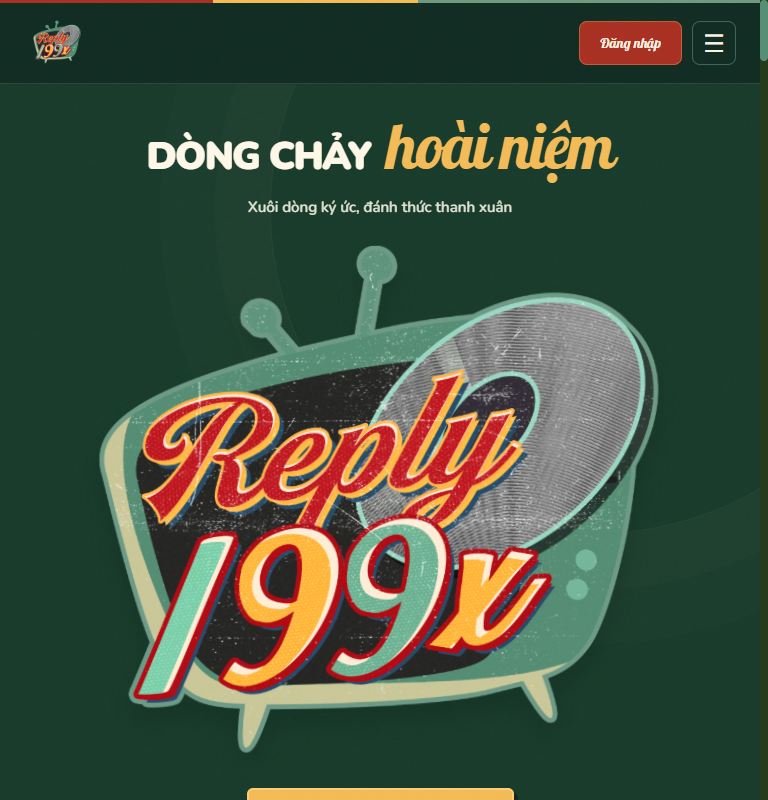 Reply
199x
Đăng nhập
DÒNG CHẢY hoài niệm
Xuôi dòng ký ức, đánh thức thanh xuân
Reply
199x